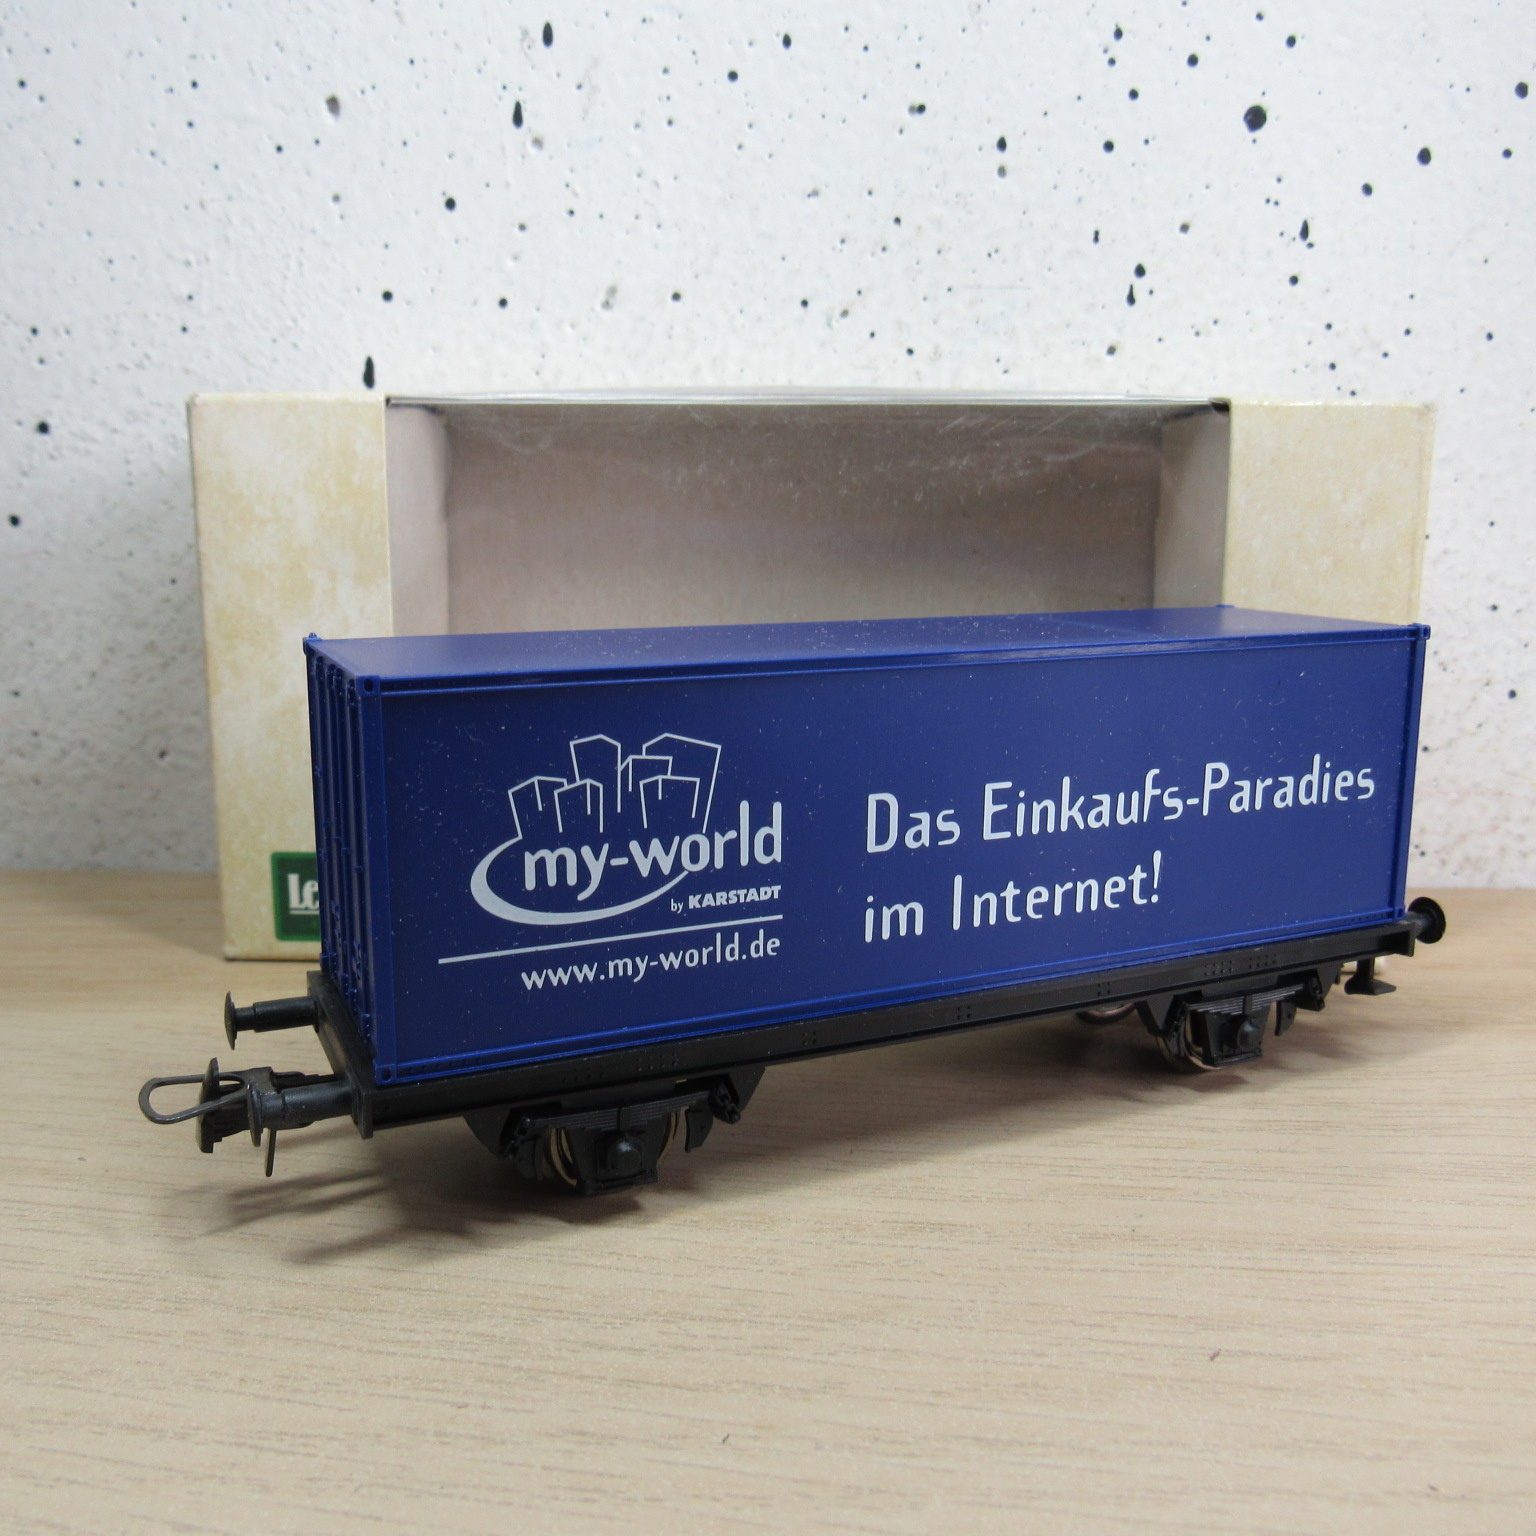 my-world
by KARSTADT
www.my-world.de
Das Einkaufs-Paradies
im Internet!